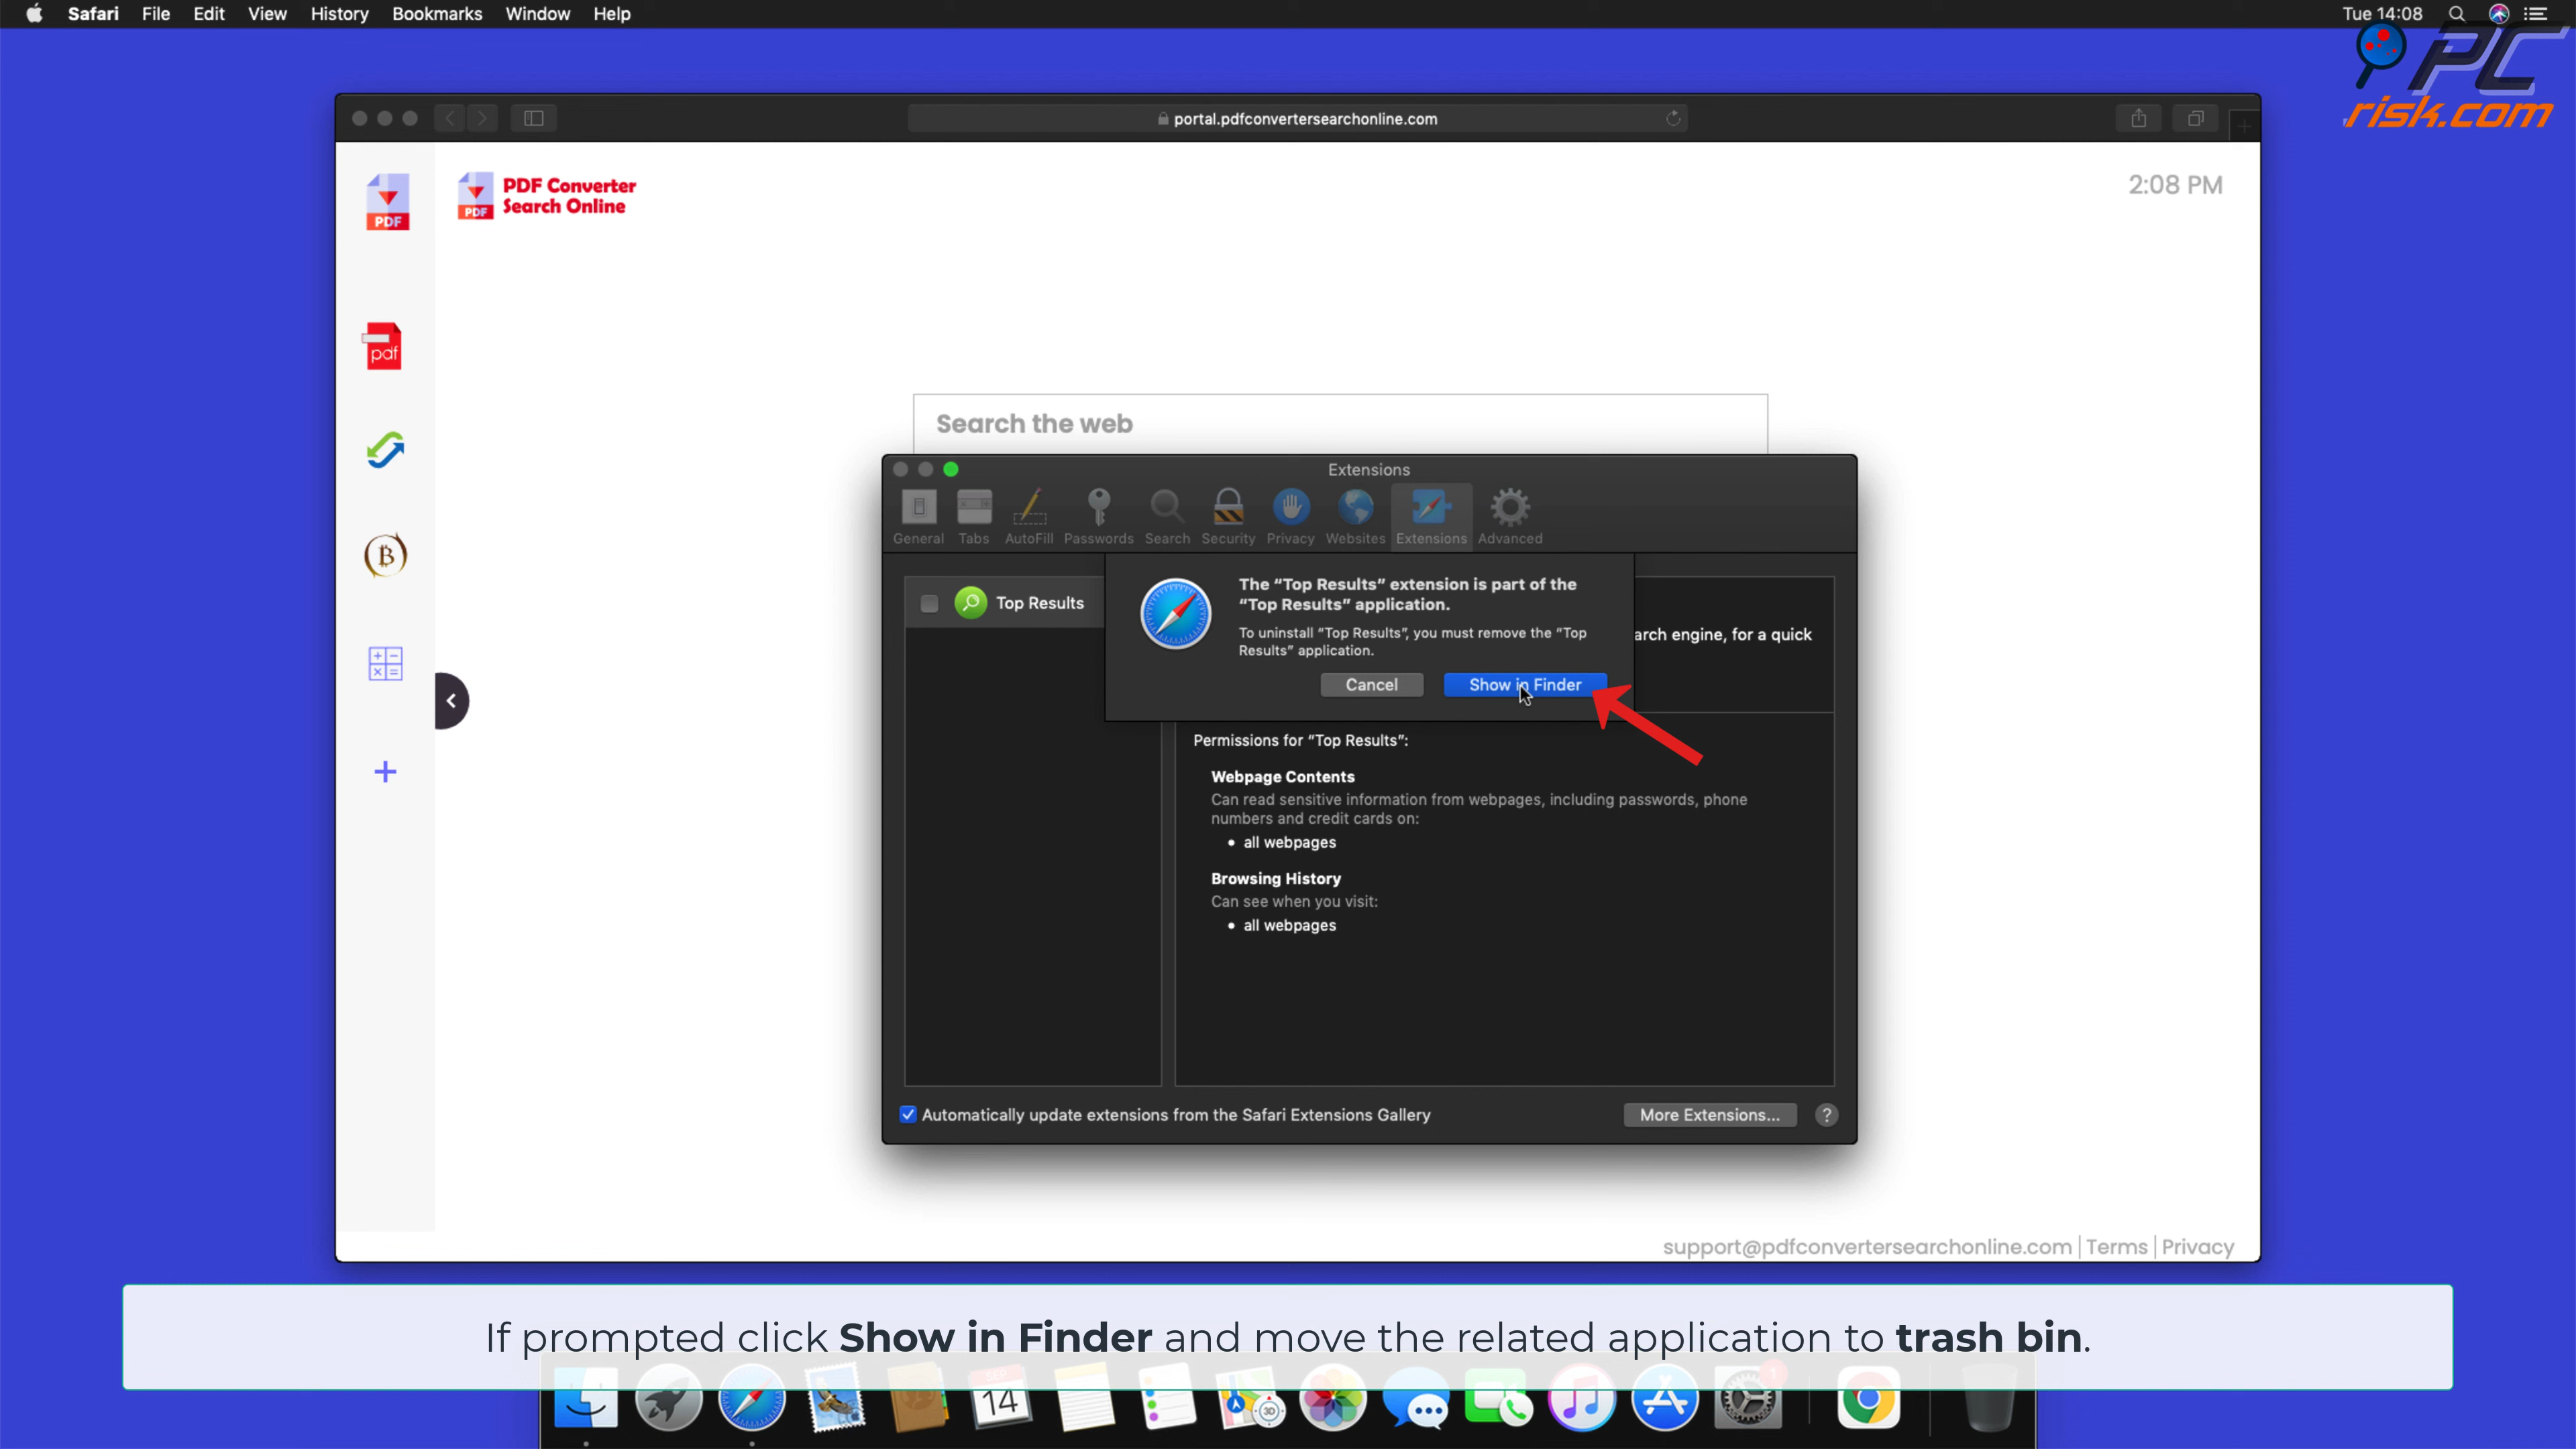 Safari File Edit View History Bookmarks Window Help Tue 14:08
PC
risk.com
portal.pdfconvertersearchonline.com
PDF
PDF
PDF Converter
Search Online
2:08 PM
pdf
Search the web
Extensions
General Tabs AutoFill Passwords Search Security Privacy Websites Extensions Advanced
Top Results
The “Top Results” extension is part of the
“Top Results” application.
To uninstall “Top Results”, you must remove the “Top
Results” application.
arch engine, for a quick
Cancel Show in Finder
Permissions for “Top Results”:
Webpage Contents
Can read sensitive information from webpages, including passwords, phone
numbers and credit cards on:
• all webpages
Browsing History
Can see when you visit:
• all webpages
Automatically update extensions from the Safari Extensions Gallery More Extensions... ?
support@pdfconvertersearchonline.com | Terms | Privacy
If prompted click Show in Finder and move the related application to trash bin.
SEP
14
3D
1